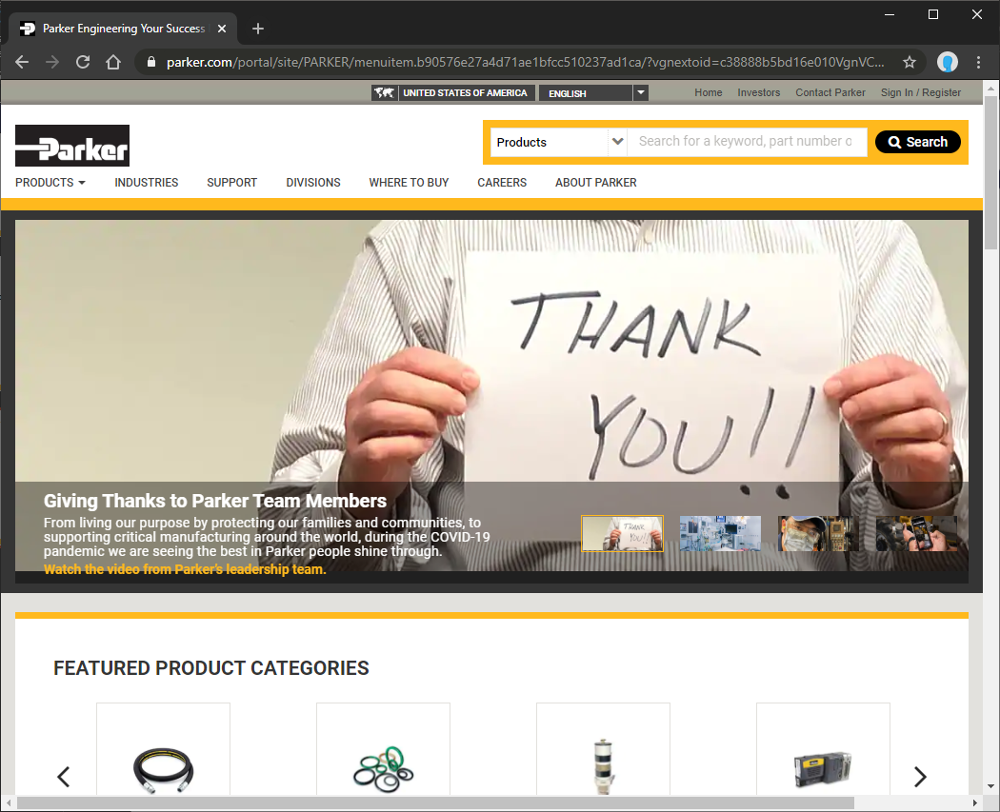 Parker Engineering Your Success
parker.com/portal/site/PARKER/menuitem.b90576e27a4d71ae1bfcc510237ad1ca/?vgnextoid=c38888b5bd16e010VgnVC...
UNITED STATES OF AMERICA
ENGLISH
Home
Investors
Contact Parker
Sign In / Register
Parker
Products
Search for a keyword, part number o
Search
PRODUCTS
INDUSTRIES
SUPPORT
DIVISIONS
WHERE TO BUY
CAREERS
ABOUT PARKER
THANK
YOU!!
Giving Thanks to Parker Team Members
From living our purpose by protecting our families and communities, to
supporting critical manufacturing around the world, during the COVID-19
pandemic we are seeing the best in Parker people shine through.
Watch the video from Parker's leadership team.
THANK
YOU!!
FEATURED PRODUCT CATEGORIES